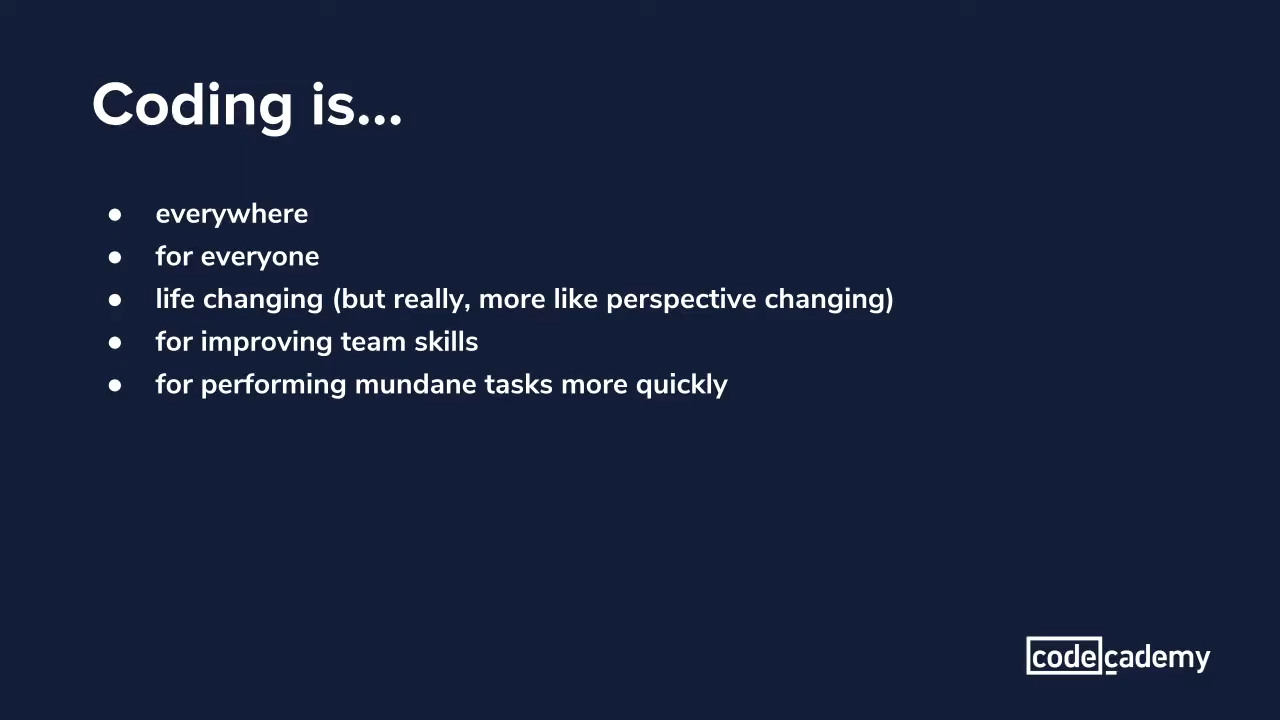 Coding is...
● everywhere
● for everyone
● life changing (but really, more like perspective changing)
● for improving team skills
● for performing mundane tasks more quickly
codecademy